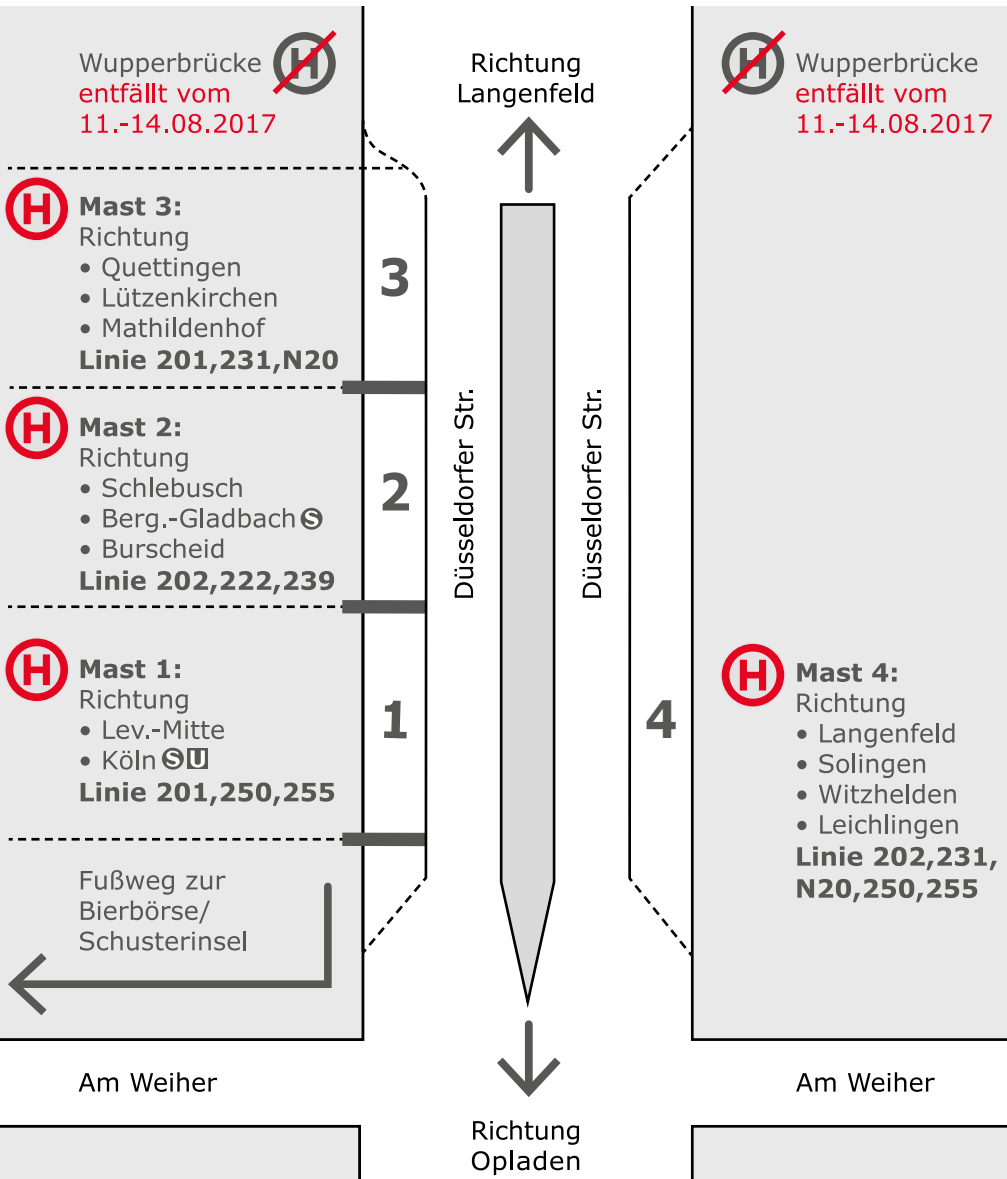 Wupperbrücke
entfällt vom
11.-14.08.2017
H
Richtung
Langenfeld
H
Wupperbrücke
entfällt vom
11.-14.08.2017
H
Mast 3:
Richtung
• Quettingen
• Lützenkirchen
• Mathildenhof
Linie 201,231,N20
3
H
Mast 2:
Richtung
• Schlebusch
• Berg.-Gladbach S
• Burscheid
Linie 202,222,239
2
Düsseldorfer Str.
Düsseldorfer Str.
H
Mast 1:
Richtung
• Lev.-Mitte
• Köln S U
Linie 201,250,255
1
4
H
Mast 4:
Richtung
• Langenfeld
• Solingen
• Witzhelden
• Leichlingen
Linie 202,231,
N20,250,255
Fußweg zur
Bierbörse/
Schusterinsel
Am Weiher
Am Weiher
Richtung
Opladen